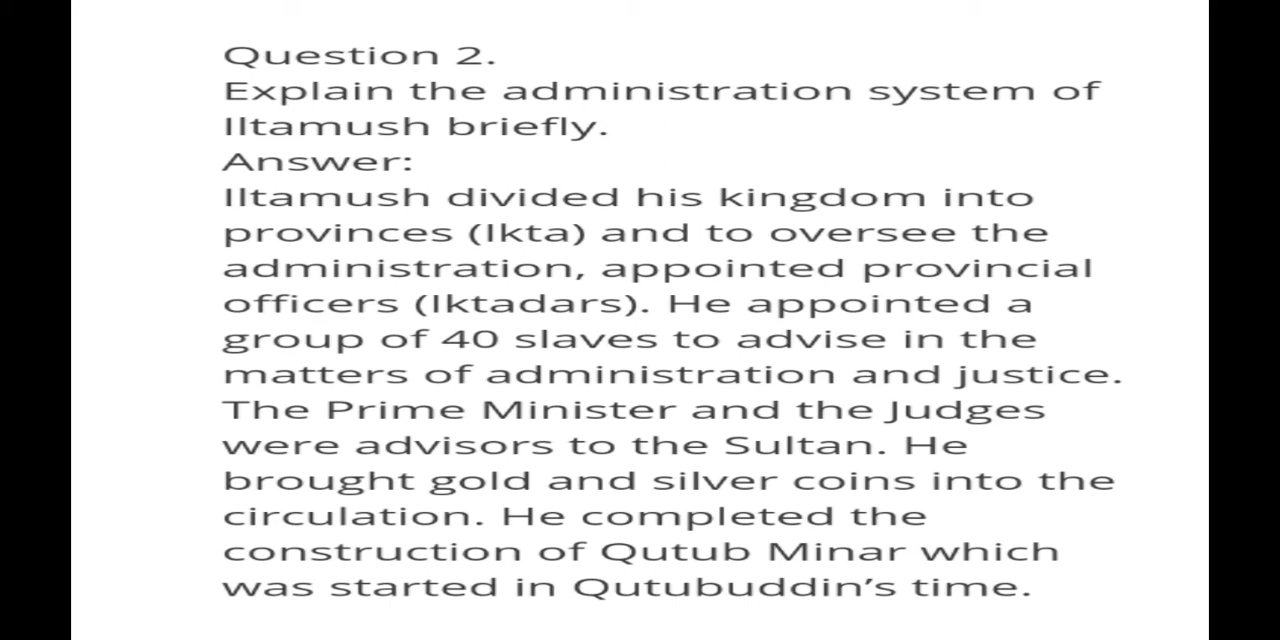 Question 2.
Explain the administration system of
Iltamush briefly.
Answer:
Iltamush divided his kingdom into
provinces (Ikta) and to oversee the
administration, appointed provincial
officers (Iktadars). He appointed a
group of 40 slaves to advise in the
matters of administration and justice.
The Prime Minister and the Judges
were advisors to the Sultan. He
brought gold and silver coins into the
circulation. He completed the
construction of Qutub Minar which
was started in Qutubuddin’s time.